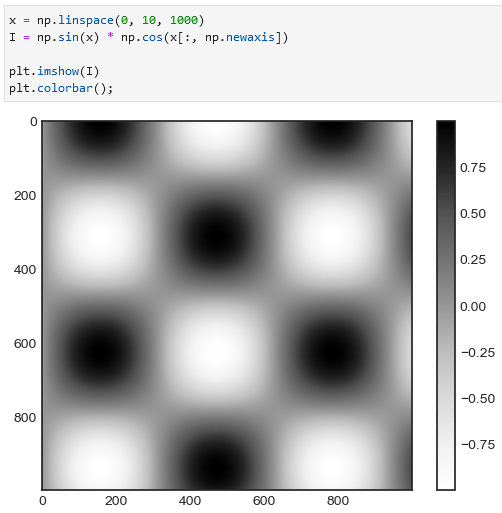 x = np.linspace(0, 10, 1000)
I = np.sin(x) * np.cos(x[:, np.newaxis])
plt.imshow(I)
plt.colorbar();
0
200
400
600
800
0 200 400 600 800
0.75
0.50
0.25
0.00
−0.25
−0.50
−0.75